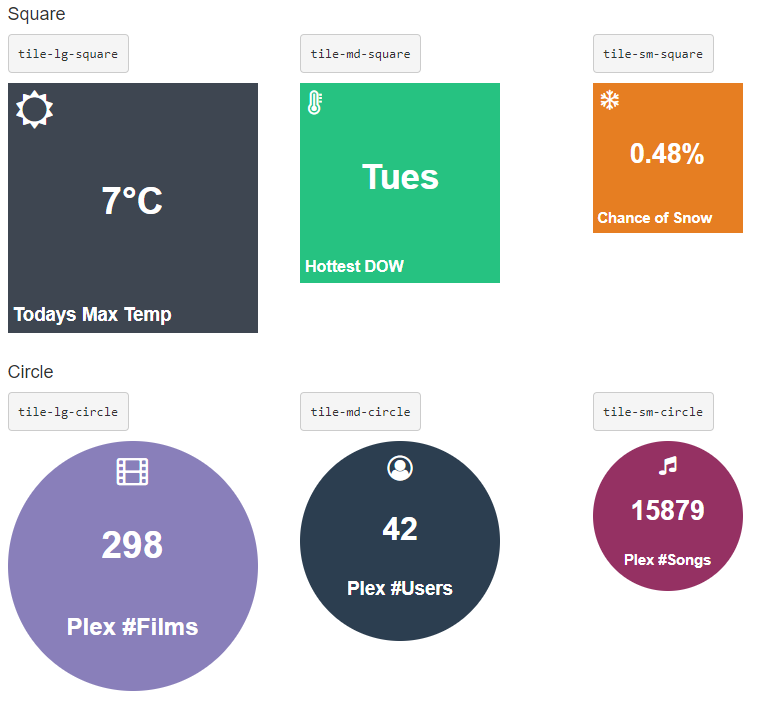 Square
tile-lg-square
tile-md-square
tile-sm-square
7°C
Todays Max Temp
Tues
Hottest DOW
0.48%
Chance of Snow
Circle
tile-lg-circle
tile-md-circle
tile-sm-circle
298
Plex #Films
42
Plex #Users
15879
Plex #Songs